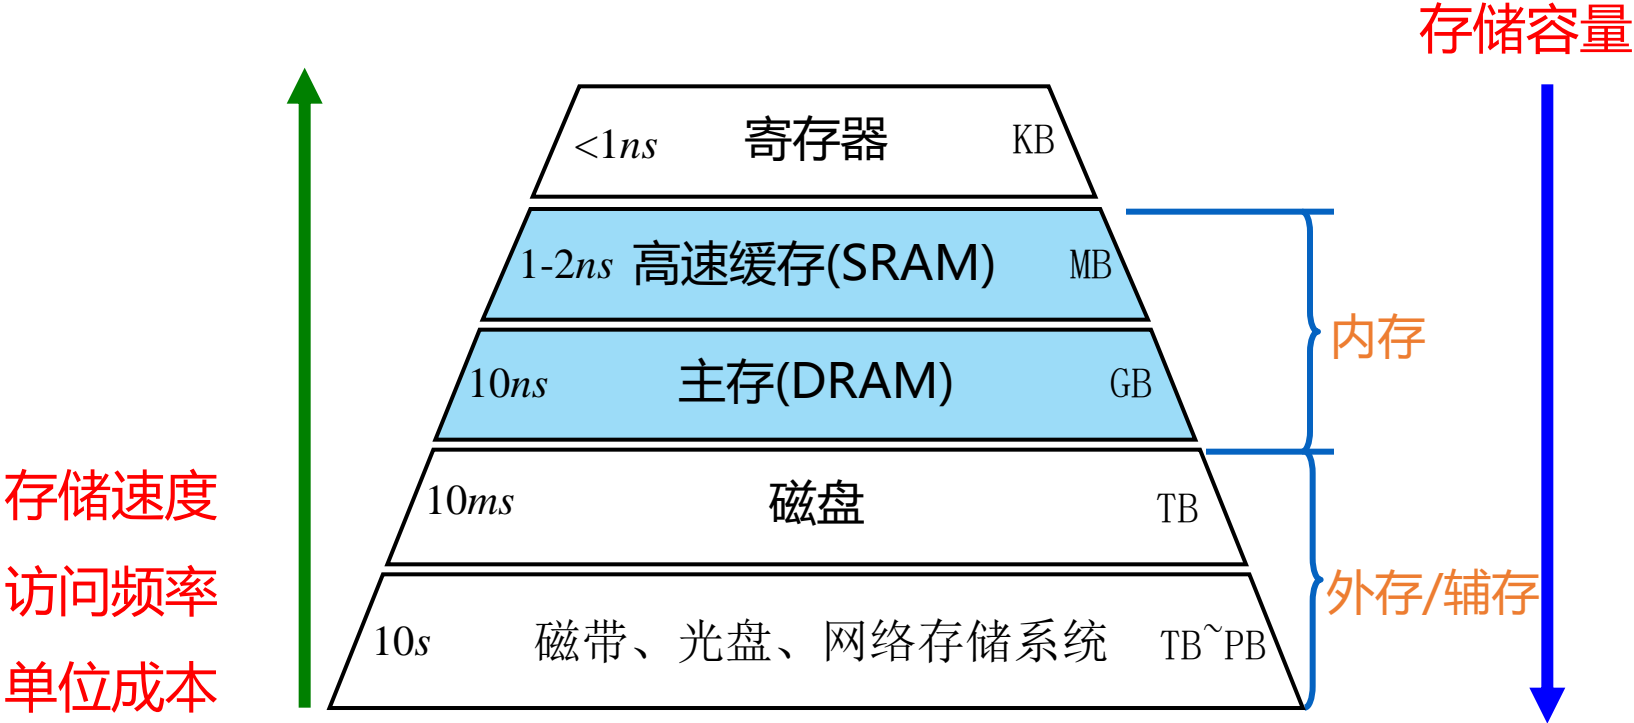 存储容量
<1ns 寄存器 KB
1-2ns 高速缓存(SRAM) MB
内存
10ns 主存(DRAM) GB
存储速度
10ms 磁盘 TB
访问频率
外存/辅存
10s 磁带、光盘、网络存储系统 TB~PB
单位成本